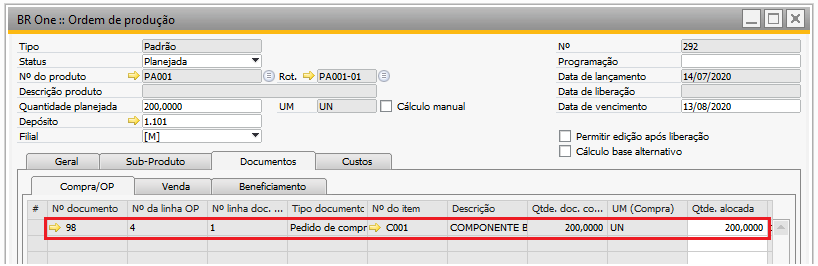 BR One :: Ordem de produção
Tipo Padrão Nº 292
Status Planejada Programação
Nº do produto PA001 Rot. PA001-01 Data de lançamento 14/07/2020
Descrição produto Data de liberação
Quantidade planejada 200,0000 UM UN Cálculo manual Data de vencimento 13/08/2020
Depósito 1.101
Filial [M] Permitir edição após liberação
Cálculo base alternativo
Geral Sub-Produto Documentos Custos
Compra/OP Venda Beneficiamento
# Nº documento Nº da linha OP Nº linha doc. ... Tipo documento Nº do item Descrição Qtde. doc. co... UM (Compra) Qtde. alocada
98 4 1 Pedido de compr C001 COMPONENTE B 200,0000 UN 200,0000